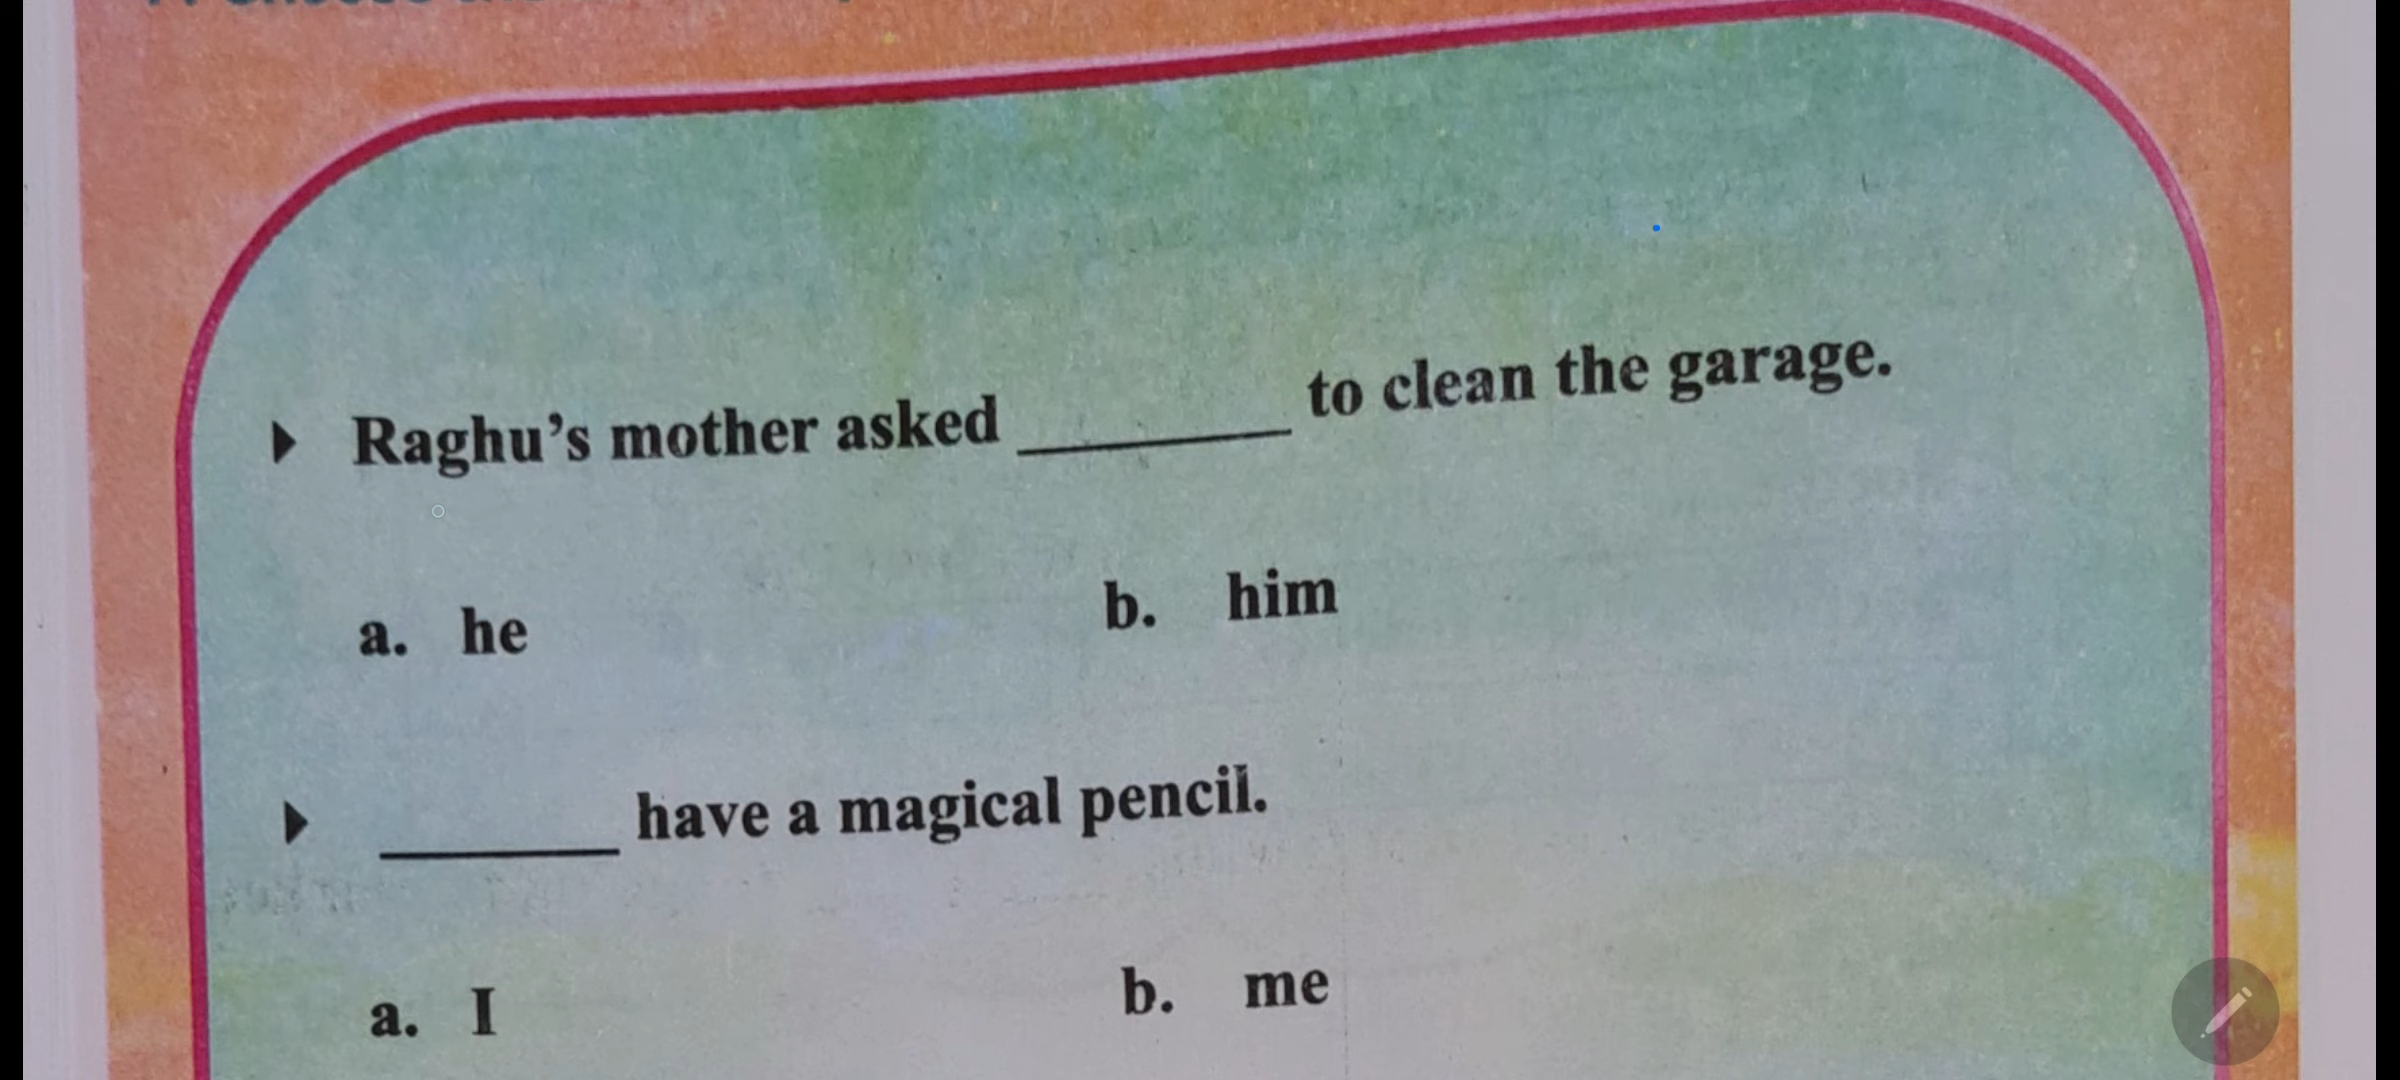 Raghu's mother asked ________ to clean the garage.
a. he b. him
________ have a magical pencil.
a. I b. me